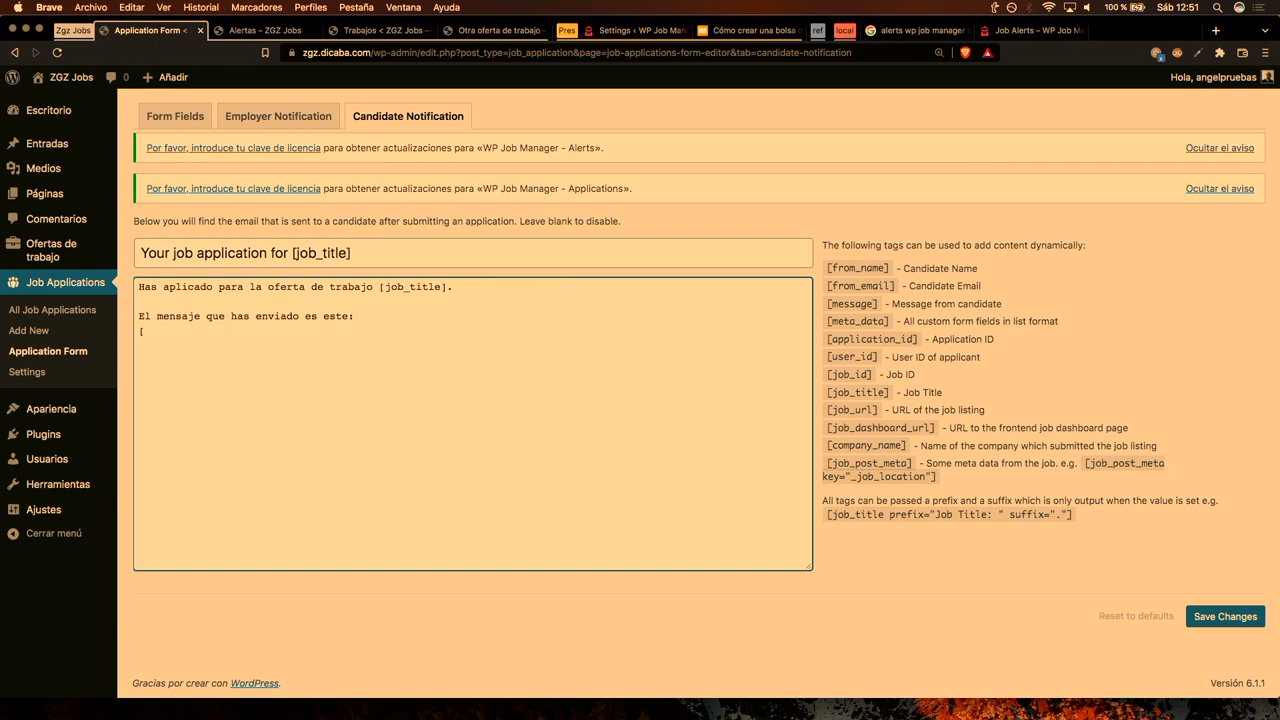 Brave Archivo Editar Ver Historial Marcadores Perfiles Pestaña Ventana Ayuda 100 % Sáb 12:51
Zgz Jobs Application Form < Alertas – ZGZ Jobs Trabajos < ZGZ Jobs — Otra oferta de trabajo Pres Settings < WP Job Man Cómo crear una bolsa ref local alerts wp job manager Job Alerts – WP Job Ma
zgz.dicaba.com/wp-admin/edit.php?post_type=job_application&page=job-applications-form-editor&tab=candidate-notification
ZGZ Jobs 0 Añadir Hola, angelpruebas
Escritorio
Entradas
Medios
Páginas
Comentarios
Ofertas de
trabajo
Job Applications
All Job Applications
Add New
Application Form
Settings
Apariencia
Plugins
Usuarios
Herramientas
Ajustes
Cerrar menú
Form Fields Employer Notification Candidate Notification
Por favor, introduce tu clave de licencia para obtener actualizaciones para «WP Job Manager - Alerts». Ocultar el aviso
Por favor, introduce tu clave de licencia para obtener actualizaciones para «WP Job Manager - Applications». Ocultar el aviso
Below you will find the email that is sent to a candidate after submitting an application. Leave blank to disable.
Your job application for [job_title]
Has aplicado para la oferta de trabajo [job_title].
El mensaje que has enviado es este:
[
The following tags can be used to add content dynamically:
[from_name] - Candidate Name
[from_email] - Candidate Email
[message] - Message from candidate
[meta_data] - All custom form fields in list format
[application_id] - Application ID
[user_id] - User ID of applicant
[job_id] - Job ID
[job_title] - Job Title
[job_url] - URL of the job listing
[job_dashboard_url] - URL to the frontend job dashboard page
[company_name] - Name of the company which submitted the job listing
[job_post_meta] - Some meta data from the job. e.g. [job_post_meta
key="_job_location"]
All tags can be passed a prefix and a suffix which is only output when the value is set e.g.
[job_title prefix="Job Title: " suffix="."]
Reset to defaults Save Changes
Gracias por crear con WordPress. Versión 6.1.1